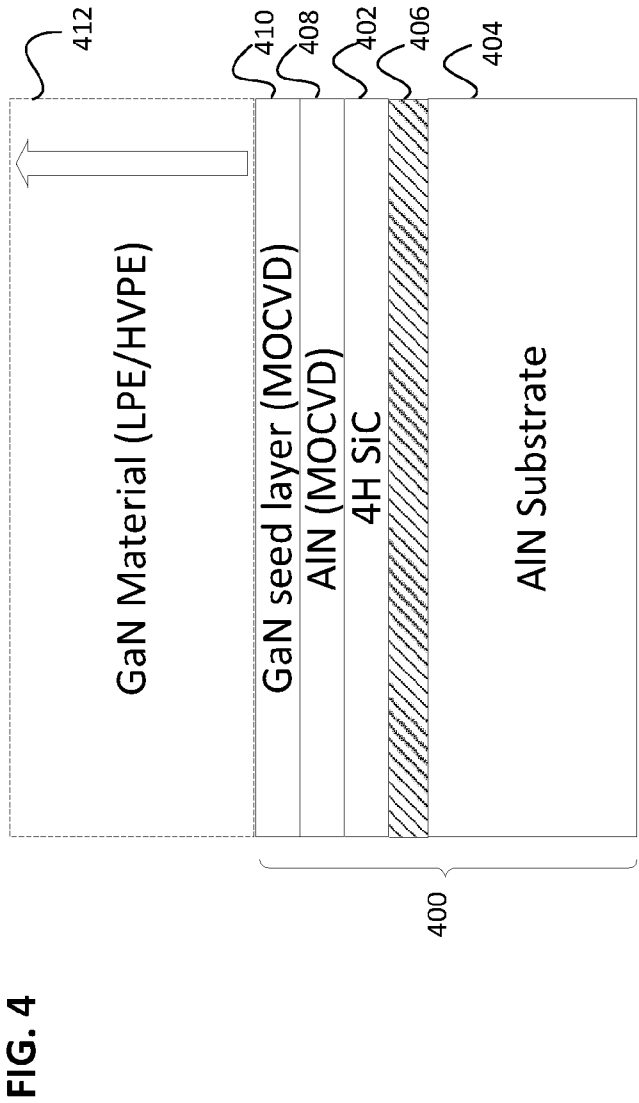 FIG. 4
412
410
408
402
406
404
GaN Material (LPE/HVPE)
GaN seed layer (MOCVD)
AlN (MOCVD)
4H SiC
AlN Substrate
400